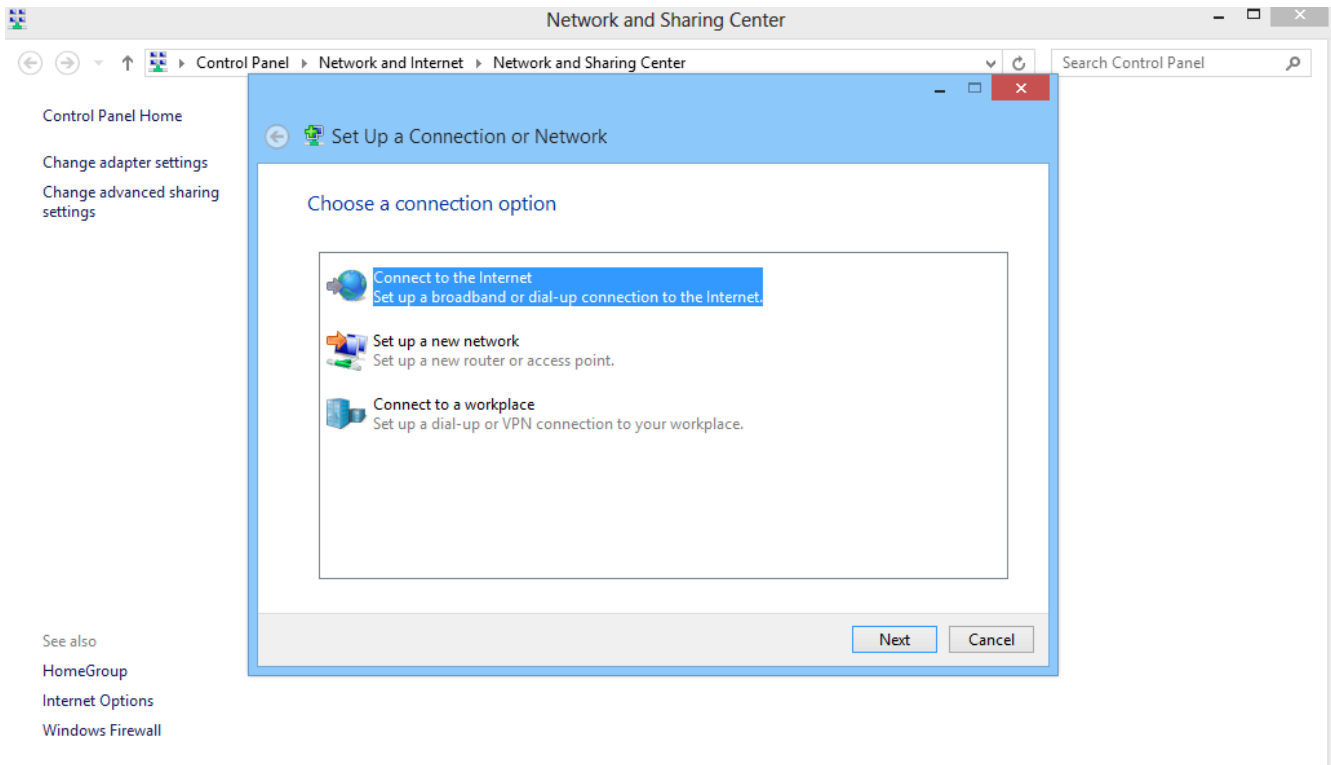 Network and Sharing Center
Control Panel Network and Internet Network and Sharing Center
Search Control Panel
Control Panel Home
Change adapter settings
Change advanced sharing
settings
See also
HomeGroup
Internet Options
Windows Firewall
Set Up a Connection or Network
Choose a connection option
Connect to the Internet
Set up a broadband or dial-up connection to the Internet.
Set up a new network
Set up a new router or access point.
Connect to a workplace
Set up a dial-up or VPN connection to your workplace.
Next
Cancel